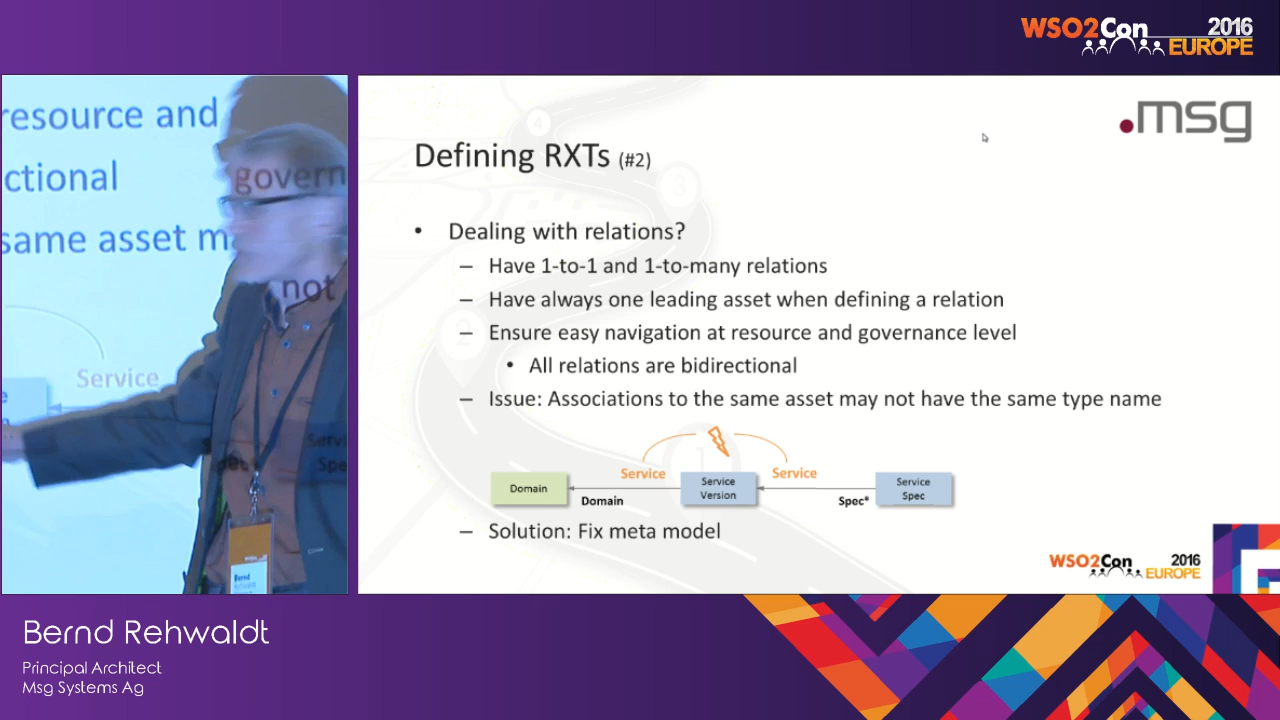 WSO2Con 2016
EUROPE
resource and
ctional
same asset m
govern
not
Service
.msg
Defining RXTs (#2)
• Dealing with relations?
– Have 1-to-1 and 1-to-many relations
– Have always one leading asset when defining a relation
– Ensure easy navigation at resource and governance level
• All relations are bidirectional
– Issue: Associations to the same asset may not have the same type name
Service
Service
Domain
Service
Version
Service
Spec
Domain
Spec*
– Solution: Fix meta model
WSO2Con 2016
EUROPE
Bernd
Bernd Rehwaldt
Principal Architect
Msg Systems Ag